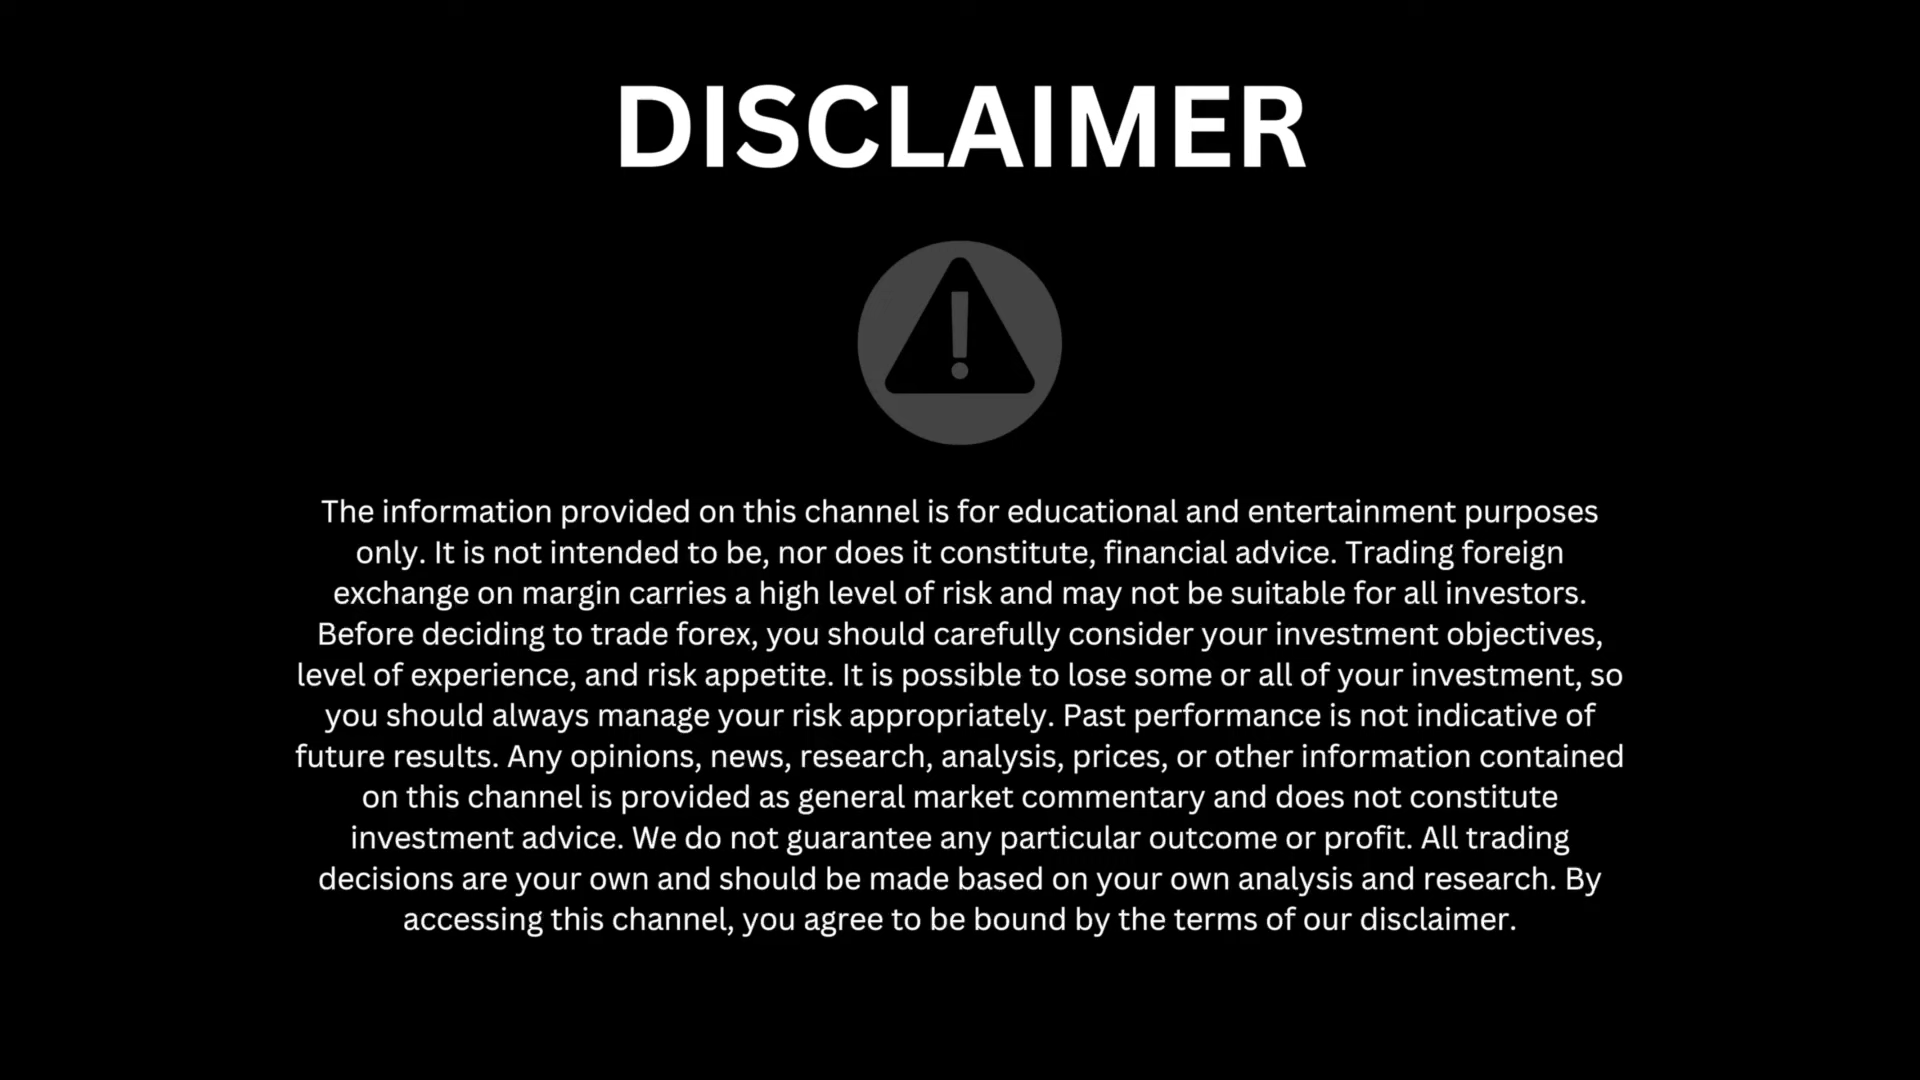 DISCLAIMER
The information provided on this channel is for educational and entertainment purposes
only. It is not intended to be, nor does it constitute, financial advice. Trading foreign
exchange on margin carries a high level of risk and may not be suitable for all investors.
Before deciding to trade forex, you should carefully consider your investment objectives,
level of experience, and risk appetite. It is possible to lose some or all of your investment, so
you should always manage your risk appropriately. Past performance is not indicative of
future results. Any opinions, news, research, analysis, prices, or other information contained
on this channel is provided as general market commentary and does not constitute
investment advice. We do not guarantee any particular outcome or profit. All trading
decisions are your own and should be made based on your own analysis and research. By
accessing this channel, you agree to be bound by the terms of our disclaimer.